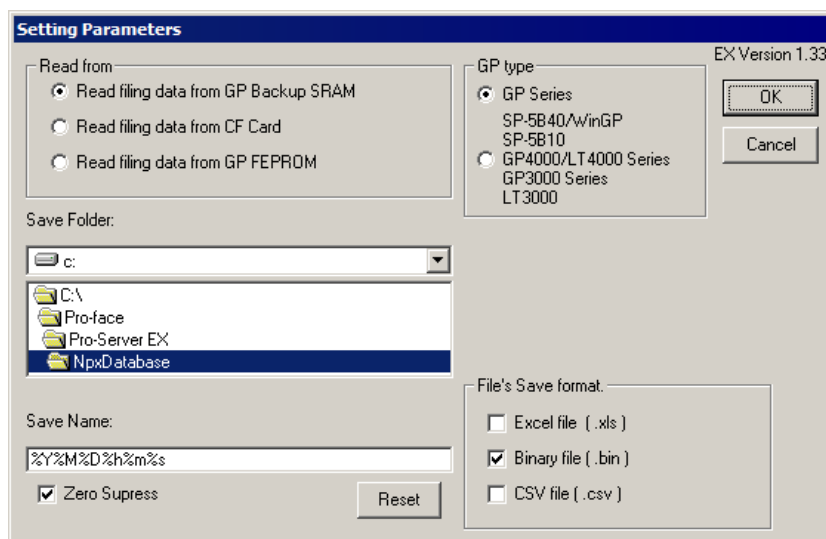 Setting Parameters
EX Version 1.33
Read from
Read filing data from GP Backup SRAM
Read filing data from CF Card
Read filing data from GP FEPROM
GP type
GP Series
SP-5B40/WinGP
SP-5B10
GP4000/LT4000 Series
GP3000 Series
LT3000
OK
Cancel
Save Folder:
c:
C:\
Pro-face
Pro-Server EX
NpxDatabase
Save Name:
%Y%M%D%h%m%s
Zero Supress
Reset
File's Save format.
Excel file ( .xls )
Binary file ( .bin )
CSV file ( .csv )